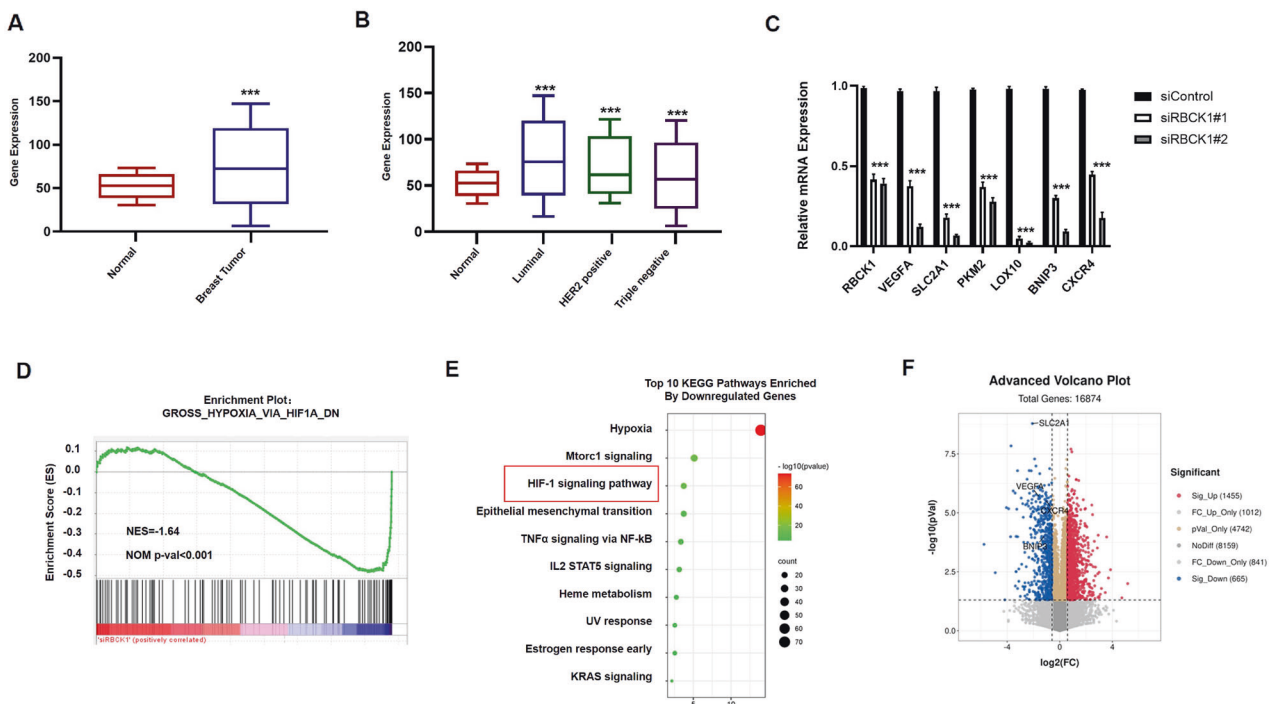 A
200
150
100
50
0
Gene Expression
***
Normal
Breast Tumor
B
200
150
100
50
0
Gene Expression
***
***
***
Normal
Luminal
HER2 positive
Triple negative
C
1.0
0.5
0.0
Relative mRNA Expression
***
***
***
***
***
***
***
RBCK1
VEGFA
SLC2A1
PKM2
LOX10
BNIP3
CXCR4
siControl
siRBCK1#1
siRBCK1#2
D
Enrichment Plot:
GROSS_HYPOXIA_VIA_HIF1A_DN
Enrichment Score (ES)
0.1
0.0
-0.1
-0.2
-0.3
-0.4
-0.5
NES=-1.64
NOM p-val<0.001
'siRBCK1' (positively correlated)
E
Top 10 KEGG Pathways Enriched
By Downregulated Genes
Hypoxia
Mtorc1 signaling
HIF-1 signaling pathway
Epithelial mesenchymal transition
TNFα signaling via NF-kB
IL2 STAT5 signaling
Heme metabolism
UV response
Estrogen response early
KRAS signaling
5
10
- log10(pvalue)
60
40
20
count
20
30
40
50
60
70
F
Advanced Volcano Plot
Total Genes: 16874
-log10(pVal)
7.5
5.0
2.5
0.0
SLC2A1
VEGFA
CXCR4
BNIP3
-4
0
4
log2(FC)
Significant
Sig_Up (1455)
FC_Up_Only (1012)
pVal_Only (4742)
NoDiff (8159)
FC_Down_Only (841)
Sig_Down (665)